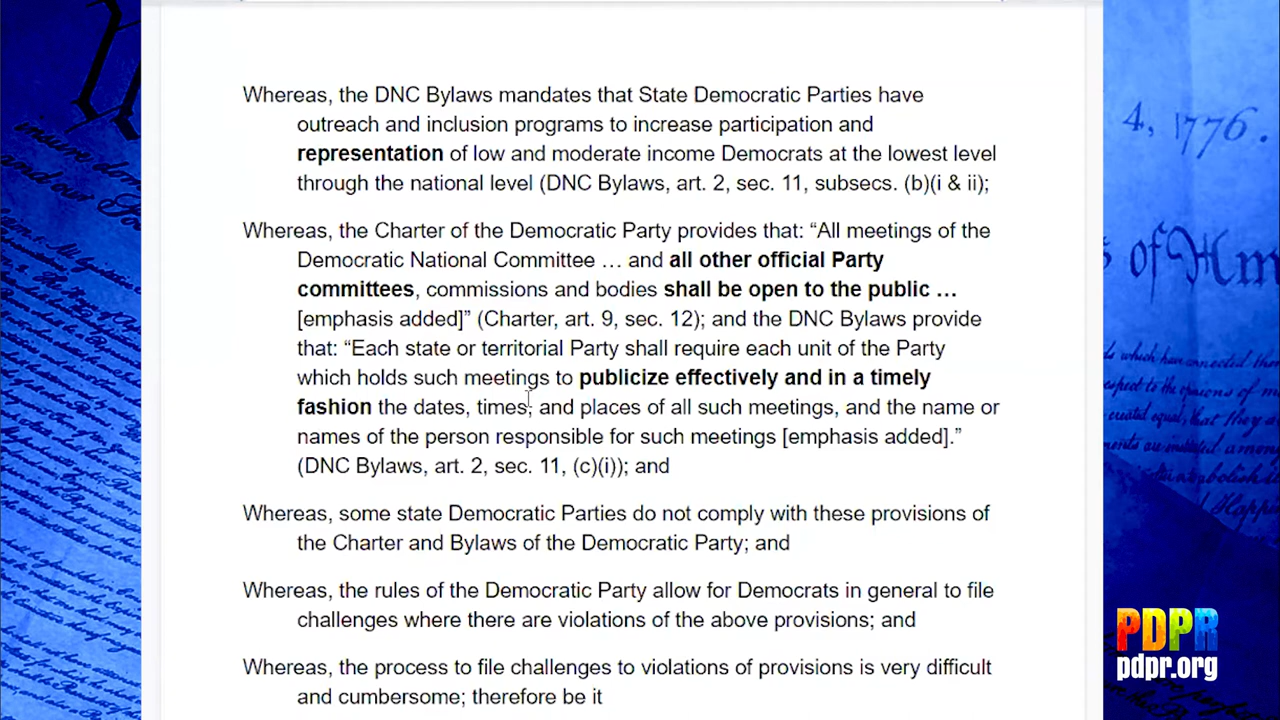 Whereas, the DNC Bylaws mandates that State Democratic Parties have
outreach and inclusion programs to increase participation and
representation of low and moderate income Democrats at the lowest level
through the national level (DNC Bylaws, art. 2, sec. 11, subsecs. (b)(i & ii);
Whereas, the Charter of the Democratic Party provides that: “All meetings of the
Democratic National Committee … and all other official Party
committees, commissions and bodies shall be open to the public …
[emphasis added]” (Charter, art. 9, sec. 12); and the DNC Bylaws provide
that: “Each state or territorial Party shall require each unit of the Party
which holds such meetings to publicize effectively and in a timely
fashion the dates, times, and places of all such meetings, and the name or
names of the person responsible for such meetings [emphasis added].”
(DNC Bylaws, art. 2, sec. 11, (c)(i)); and
Whereas, some state Democratic Parties do not comply with these provisions of
the Charter and Bylaws of the Democratic Party; and
Whereas, the rules of the Democratic Party allow for Democrats in general to file
challenges where there are violations of the above provisions; and
Whereas, the process to file challenges to violations of provisions is very difficult
and cumbersome; therefore be it
4, 1776.
of
which have connected them
created equal, that they
PDPR
pdpr.org